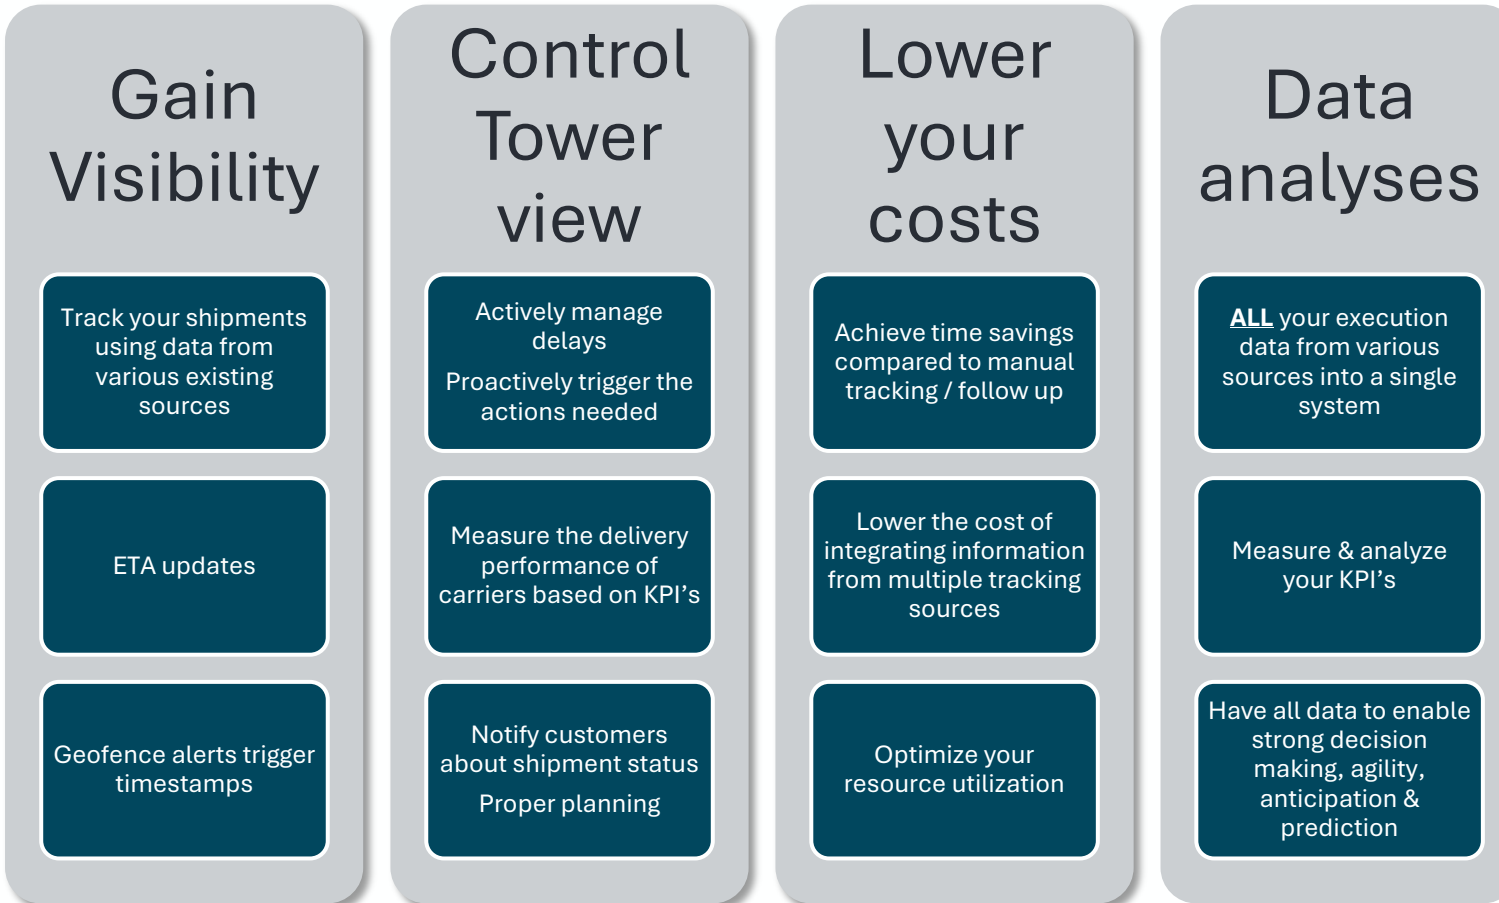 Gain
Visibility
Track your shipments
using data from
various existing
sources
ETA updates
Geofence alerts trigger
timestamps
Control
Tower
view
Actively manage
delays
Proactively trigger the
actions needed
Measure the delivery
performance of
carriers based on KPI’s
Notify customers
about shipment status
Proper planning
Lower
your
costs
Achieve time savings
compared to manual
tracking / follow up
Lower the cost of
integrating information
from multiple tracking
sources
Optimize your
resource utilization
Data
analyses
ALL your execution
data from various
sources into a single
system
Measure & analyze
your KPI’s
Have all data to enable
strong decision
making, agility,
anticipation &
prediction